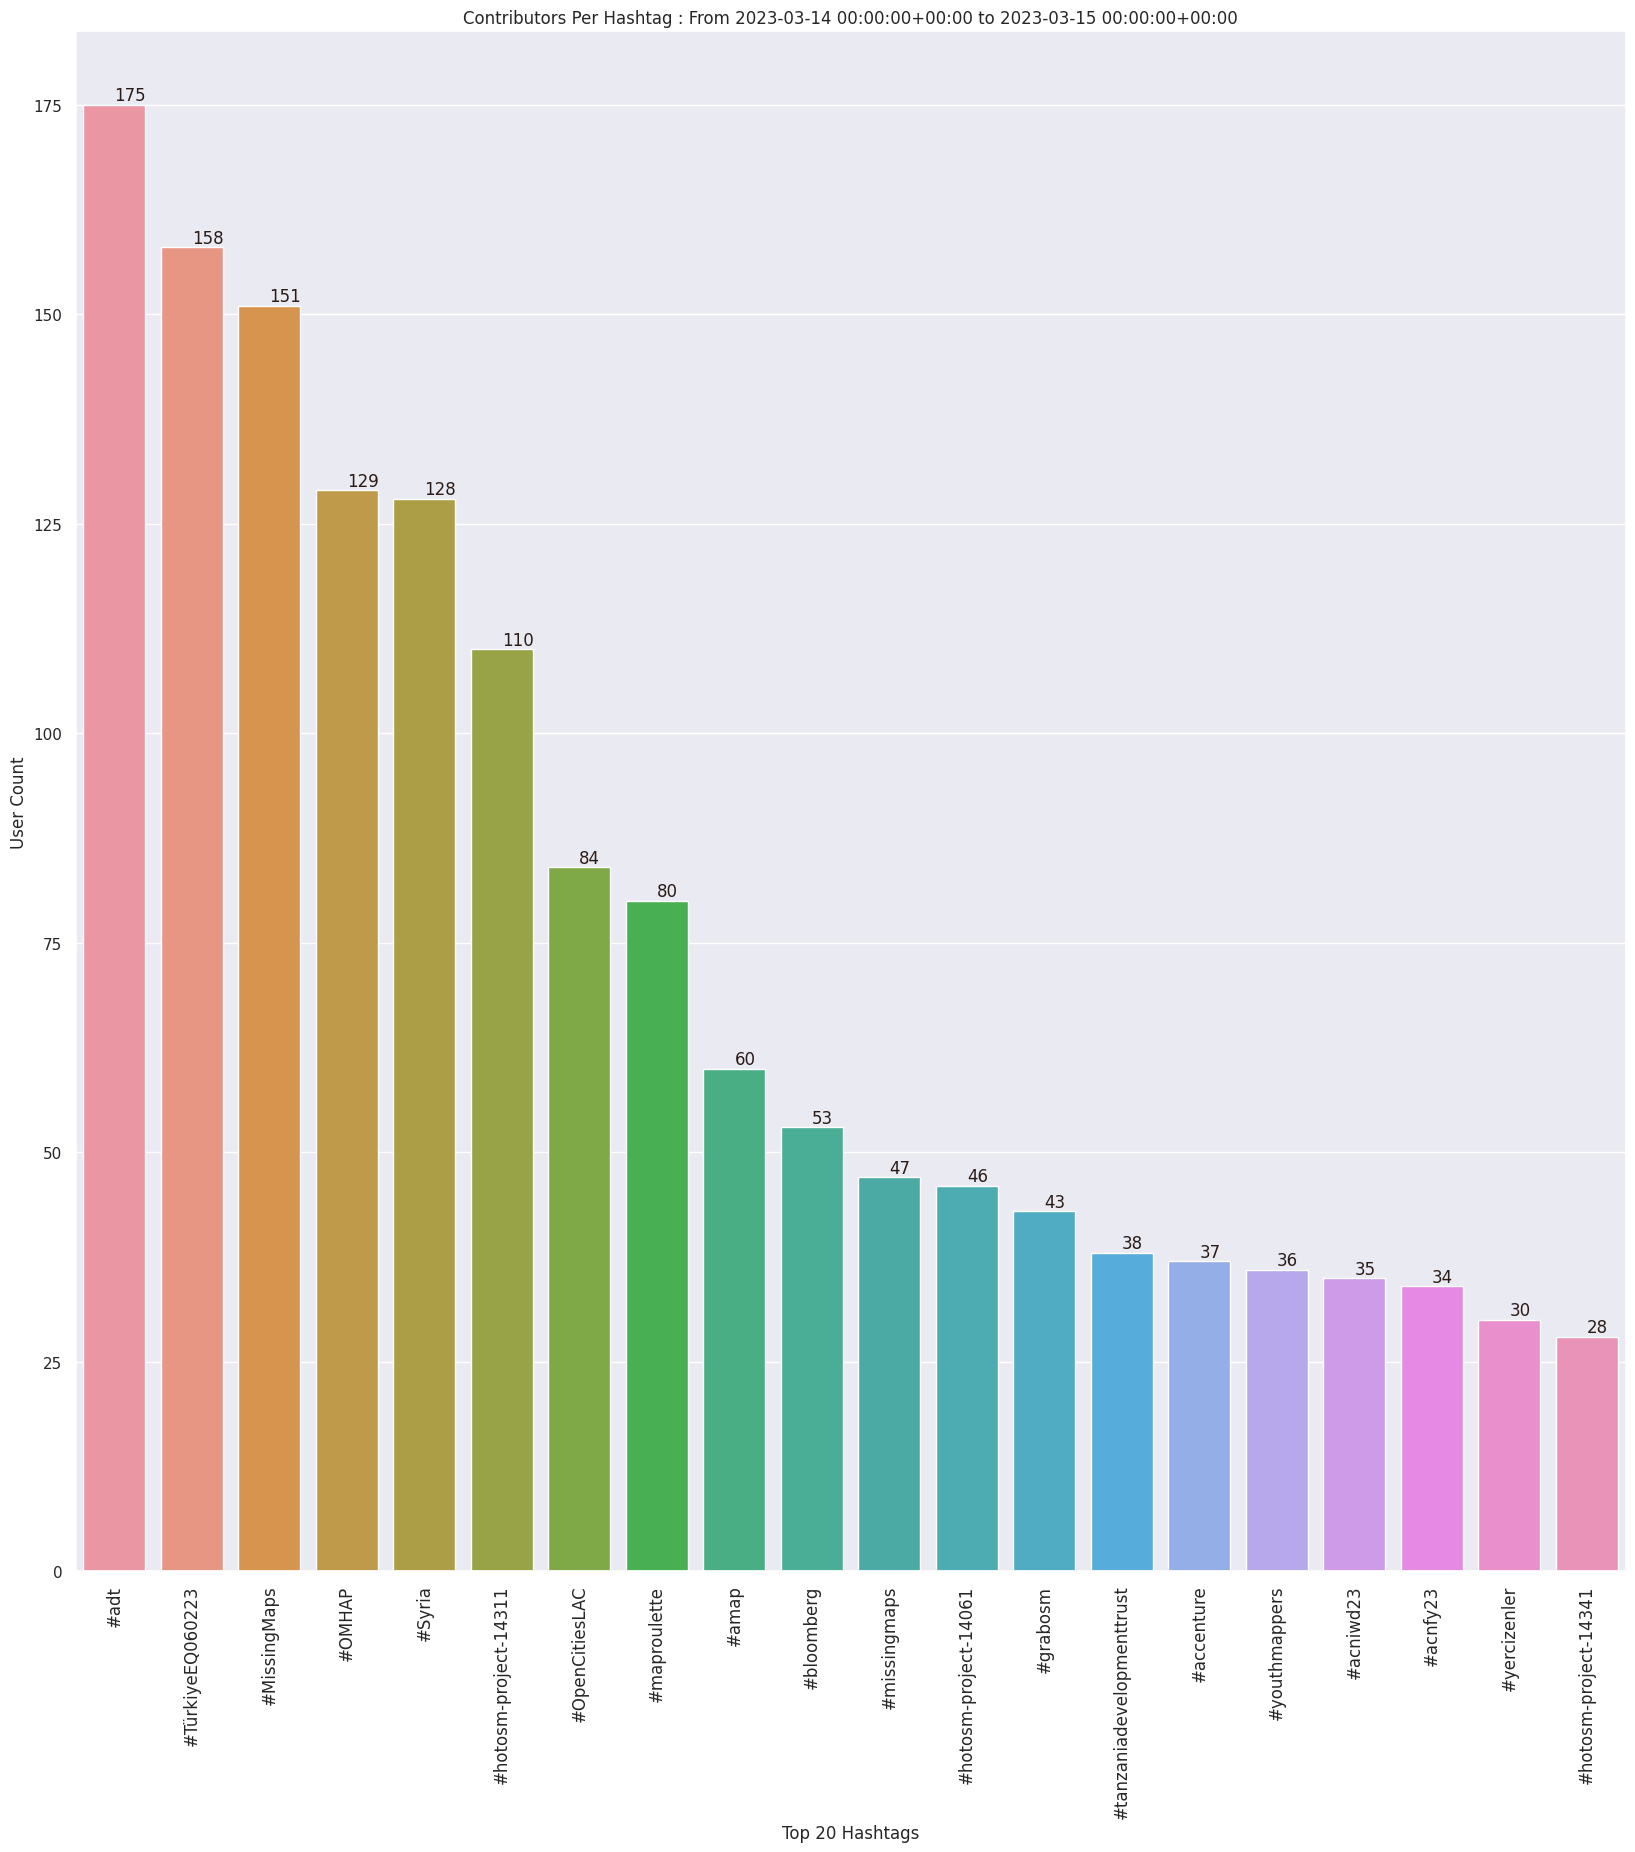 Contributors Per Hashtag : From 2023-03-14 00:00:00+00:00 to 2023-03-15 00:00:00+00:00
User Count
175
150
125
100
75
50
25
0
175
158
151
129
128
110
84
80
60
53
47
46
43
38
37
36
35
34
30
28
#adt
#TürkiyeEQ060223
#MissingMaps
#OMHAP
#Syria
#hotosm-project-14311
#OpenCitiesLAC
#maproulette
#amap
#bloomberg
#missingmaps
#hotosm-project-14061
#grabosm
#tanzaniadevelopmenttrust
#accenture
#youthmappers
#acniwd23
#acnfy23
#yercizenler
#hotosm-project-14341
Top 20 Hashtags